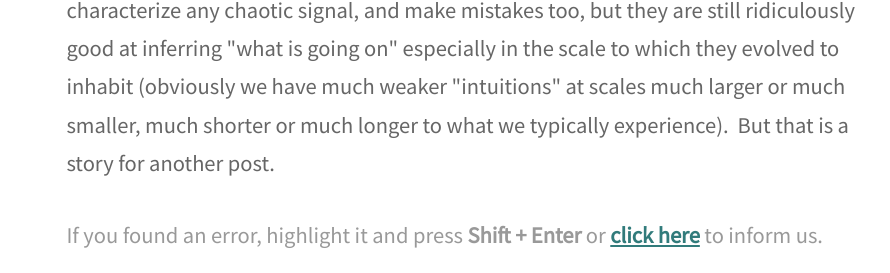 characterize any chaotic signal, and make mistakes too, but they are still ridiculously
good at inferring "what is going on" especially in the scale to which they evolved to
inhabit (obviously we have much weaker "intuitions" at scales much larger or much
smaller, much shorter or much longer to what we typically experience).  But that is a
story for another post.
If you found an error, highlight it and press Shift + Enter or click here to inform us.